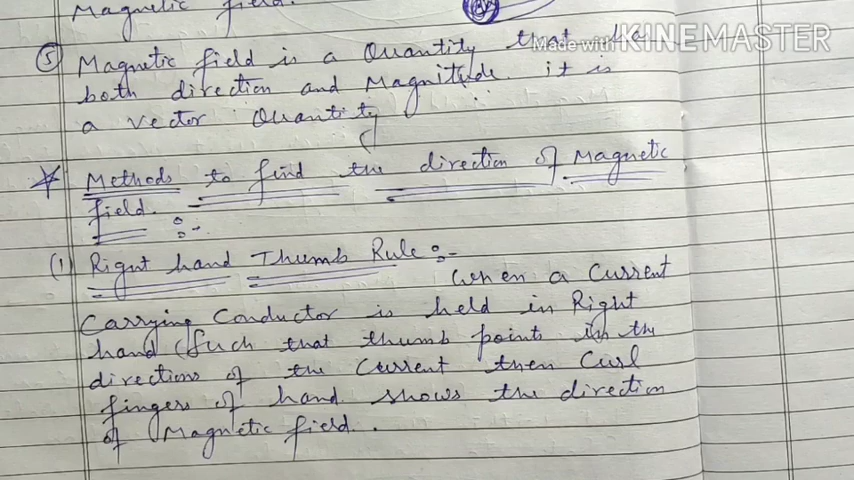 Magnetic field.
Made with KINEMASTER
⑤ Magnetic field is a Quantity that ha
both direction and Magnitude. it is
a vector Quantity
* Methods to find the direction of Magnetic
field. :-
(1) Right hand Thumb Rule :-
When a Current
Carrying Conductor is held in Right
hand (Such that thumb points in the
directions of the Current then Curl
fingers of hand shows the direction
of Magnetic field.